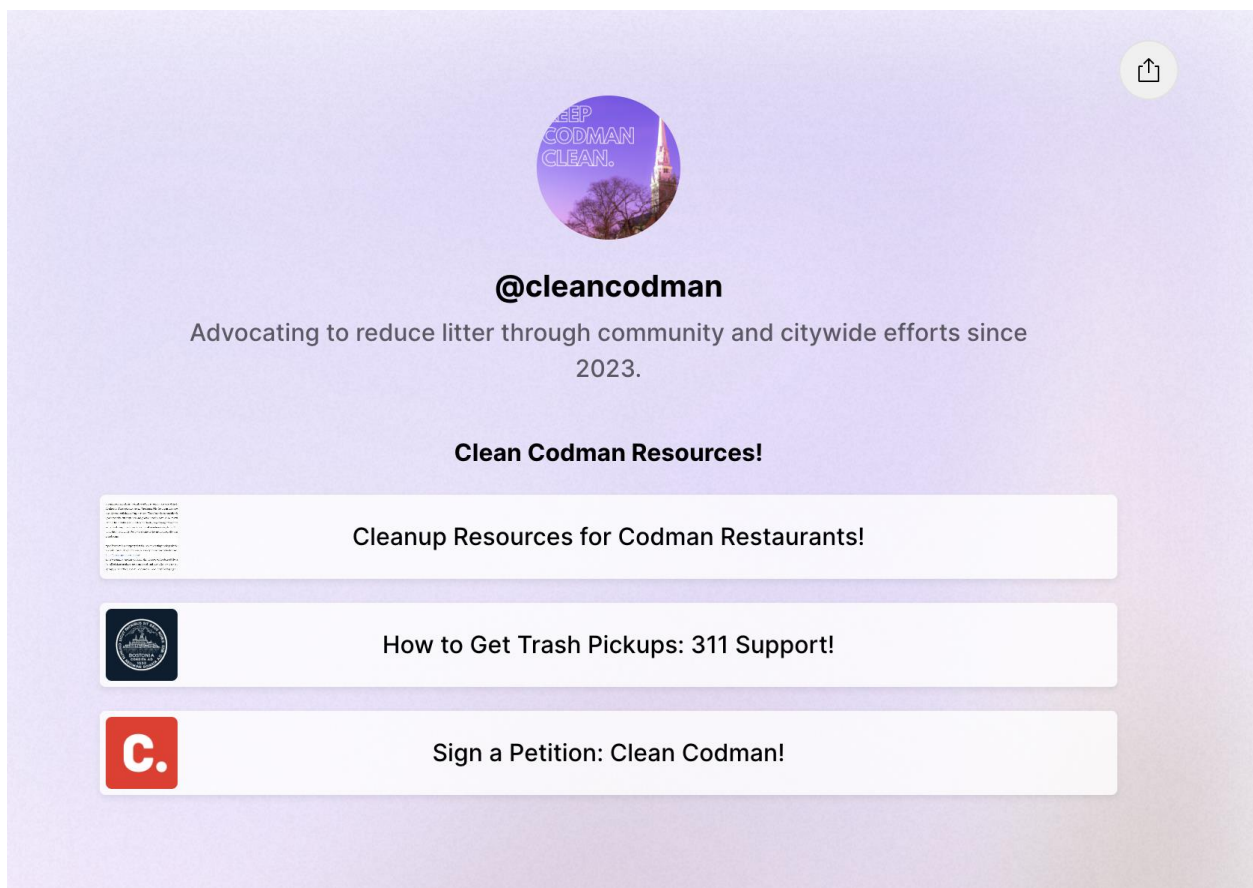 KEEP
CODMAN
CLEAN.
@cleancodman
Advocating to reduce litter through community and citywide efforts since
2023.
Clean Codman Resources!
Cleanup Resources for Codman Restaurants!
BOSTONIA
How to Get Trash Pickups: 311 Support!
C.
Sign a Petition: Clean Codman!